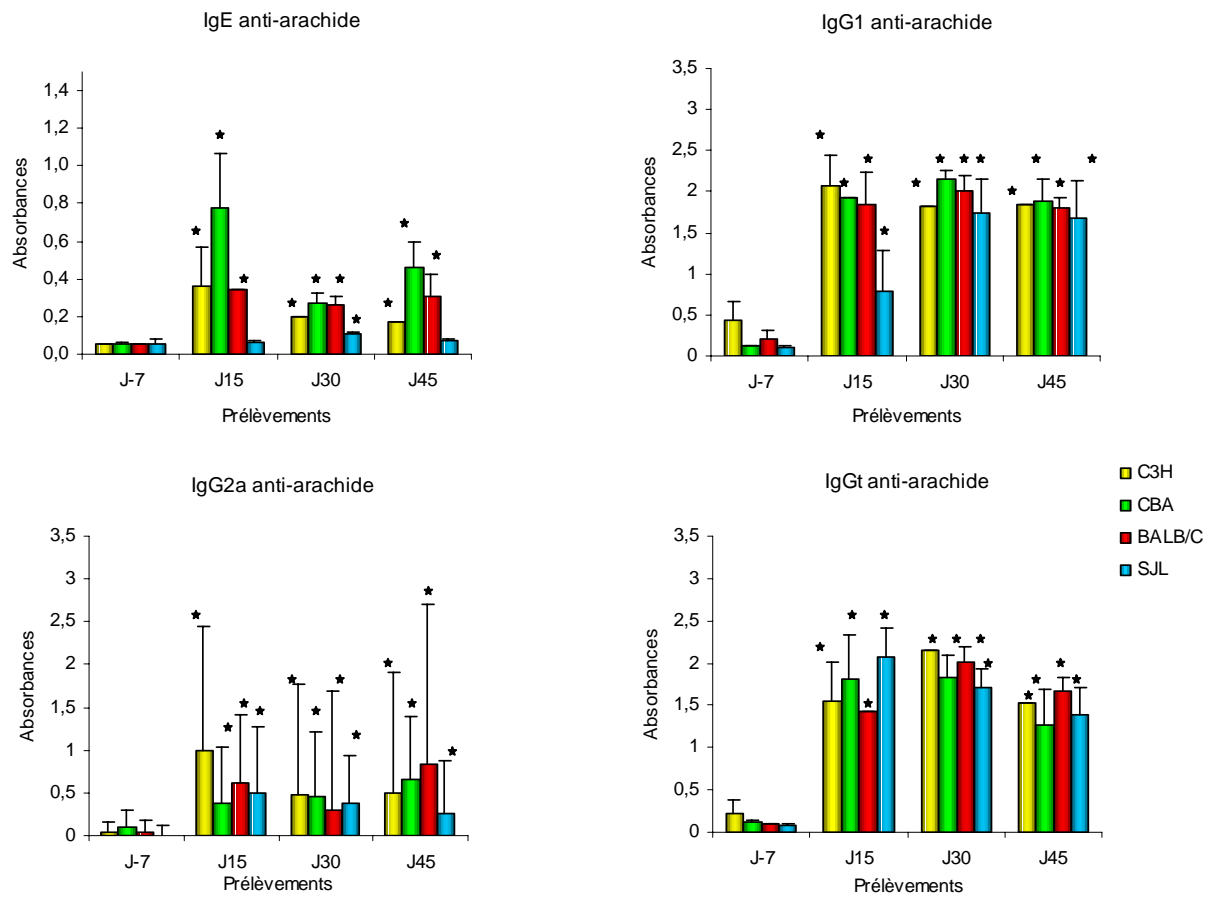 IgE anti-arachide
Absorbances
1,4
1,2
1,0
0,8
0,6
0,4
0,2
0,0
J-7
J15
J30
J45
Prélèvements
IgG1 anti-arachide
Absorbances
3,5
3
2,5
2
1,5
1
0,5
0
J-7
J15
J30
J45
Prélèvements
IgG2a anti-arachide
Absorbances
3,5
3
2,5
2
1,5
1
0,5
0
J-7
J15
J30
J45
Prélèvements
IgGt anti-arachide
Absorbances
3,5
3
2,5
2
1,5
1
0,5
0
J-7
J15
J30
J45
Prélèvements
C3H
CBA
BALB/C
SJL